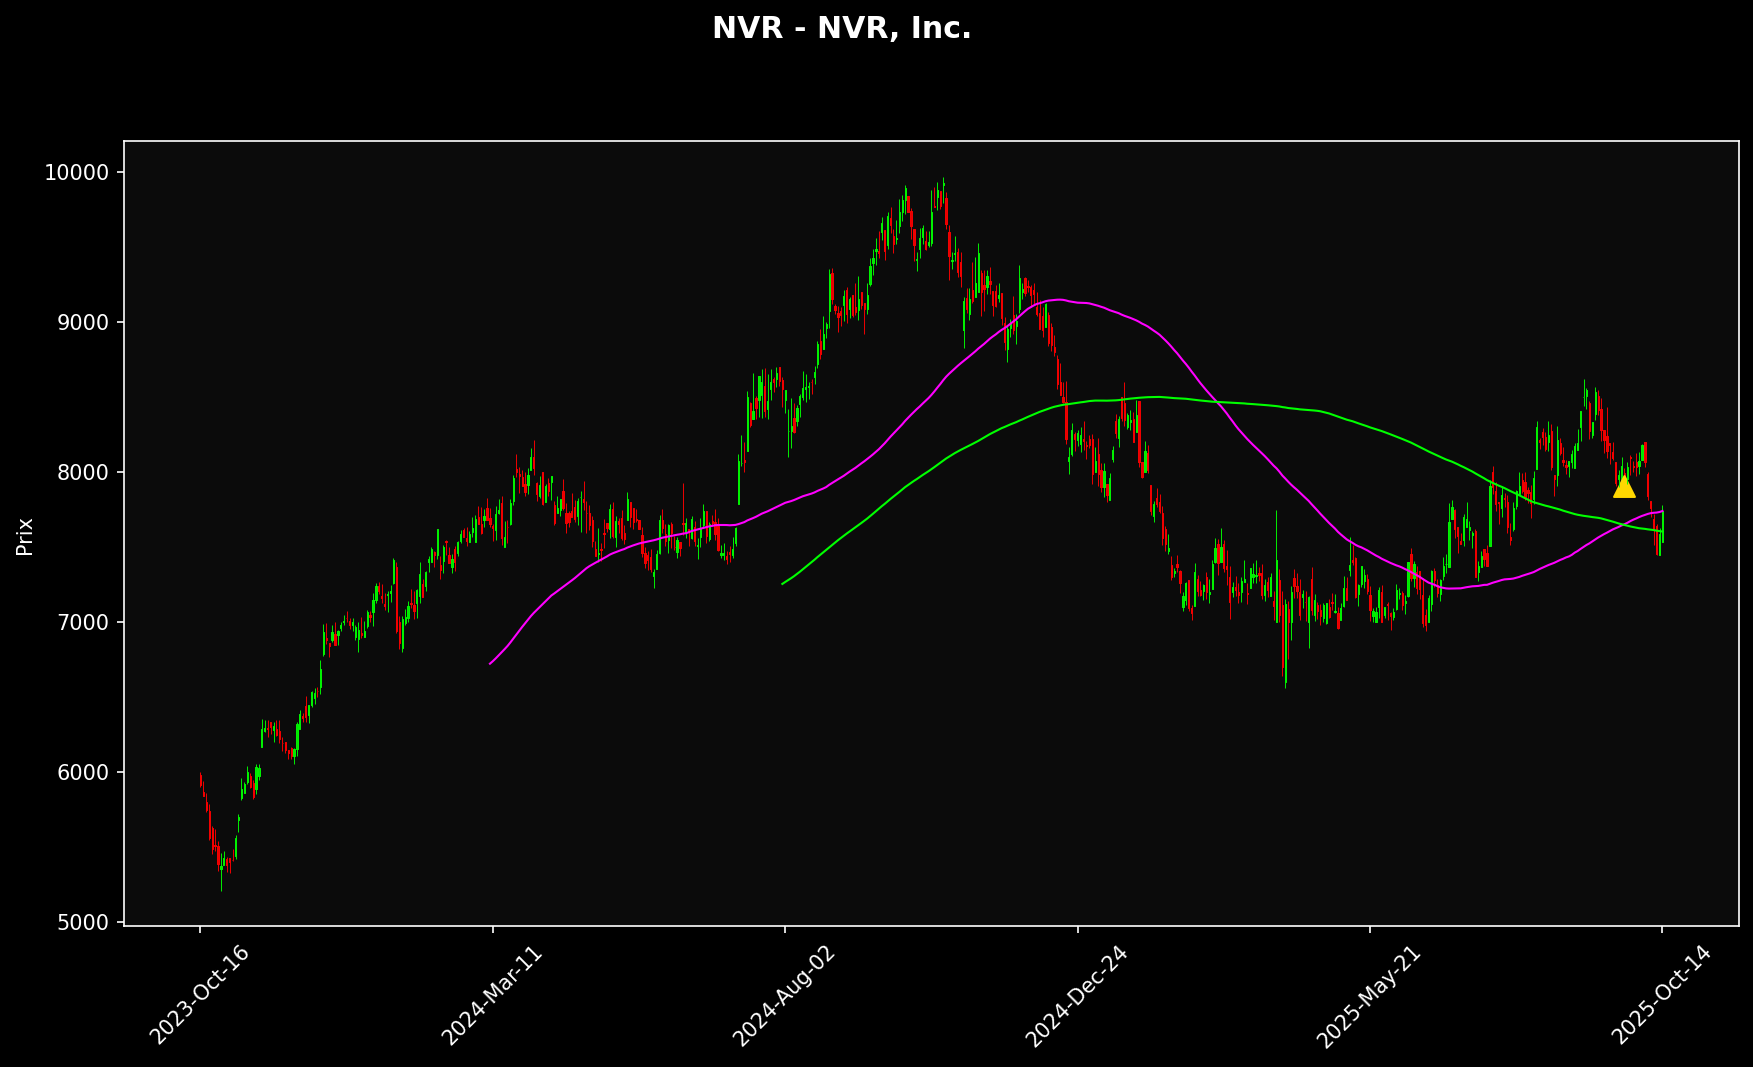 NVR - NVR, Inc.
Prix
10000
9000
8000
7000
6000
5000
2023-Oct-16
2024-Mar-11
2024-Aug-02
2024-Dec-24
2025-May-21
2025-Oct-14